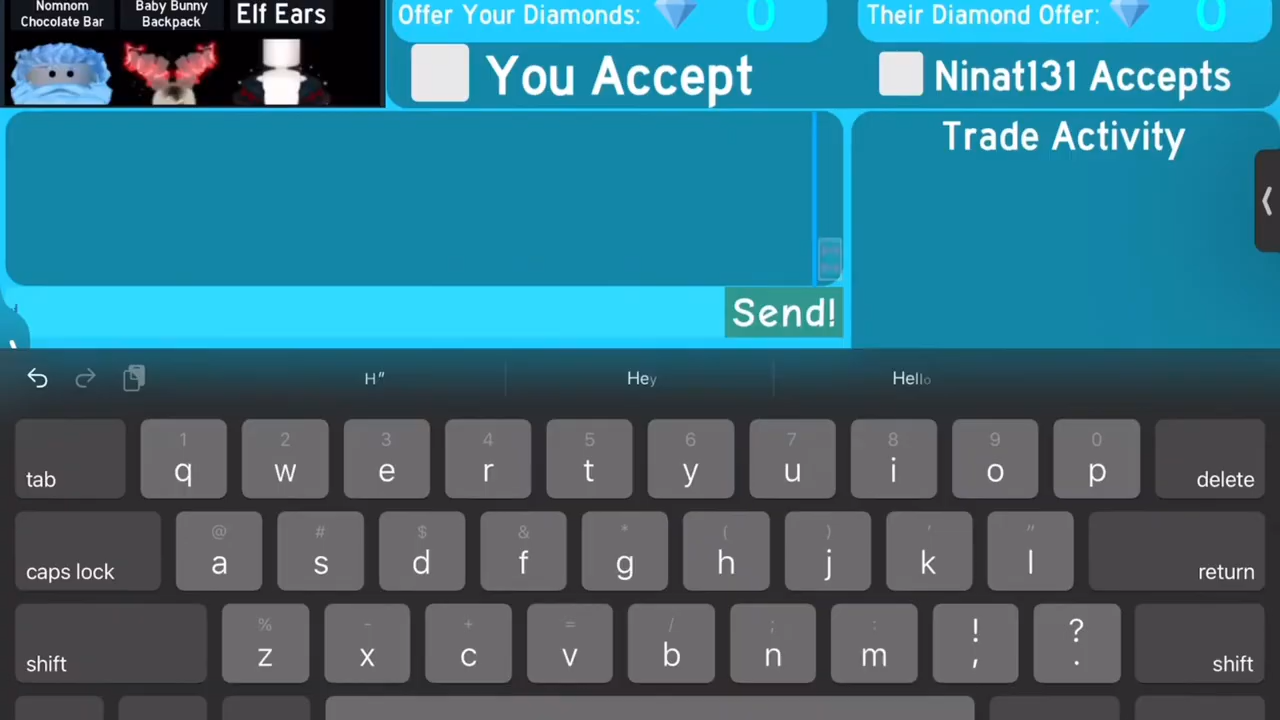 Nomnom
Chocolate Bar
Baby Bunny
Backpack
Elf Ears
Offer Your Diamonds: 0
Their Diamond Offer: 0
You Accept
Ninat131 Accepts
Trade Activity
Send!
H" Hey Hello
tab 1 q 2 w 3 e 4 r 5 t 6 y 7 u 8 i 9 o 0 p delete
caps lock @ a # s $ d & f * g ( h ) j ' k " l return
shift % z - x + c = v / b ; n : m ! , ? . shift